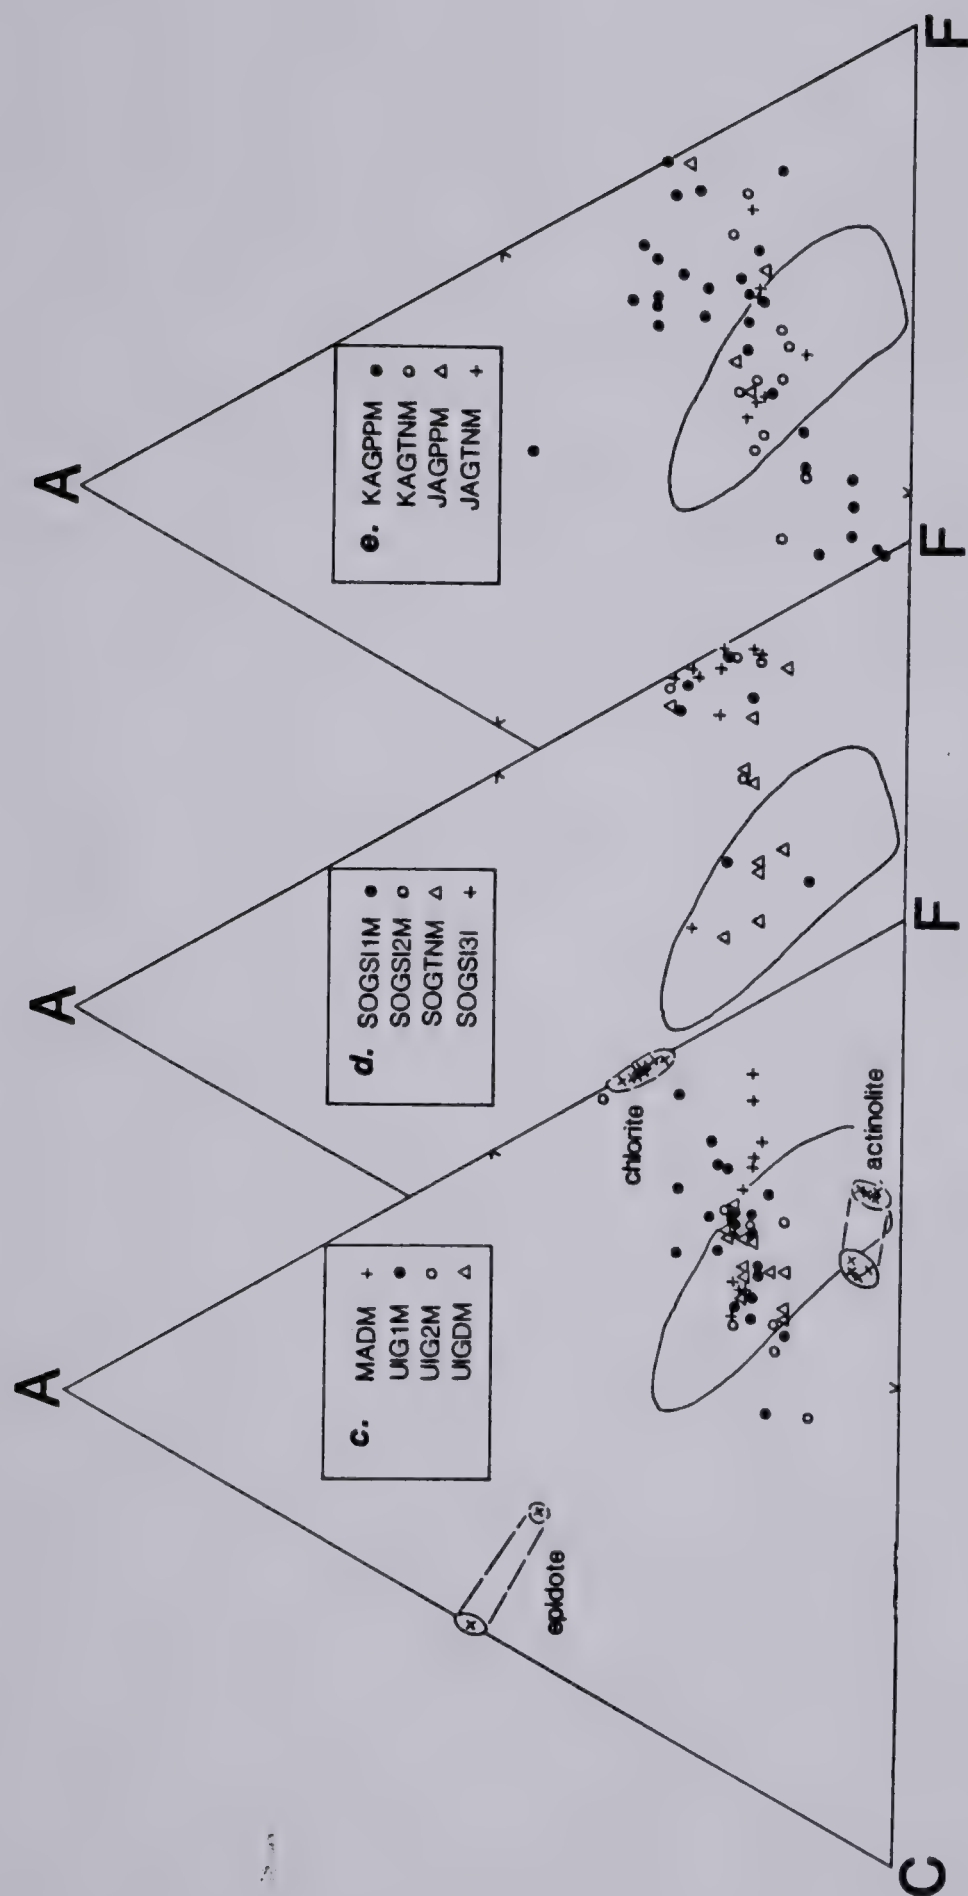 A
c.
MADM +
UIG1M ●
UIG2M ○
UIGDM △
epidote
chlorite
actinolite
C
F
A
d.
SOGSI1M ●
SOGSI2M ○
SOGTNM △
SOGSI3I +
F
A
e.
KAGPPM ●
KAGTNM ○
JAGPPM △
JAGTNM +
F